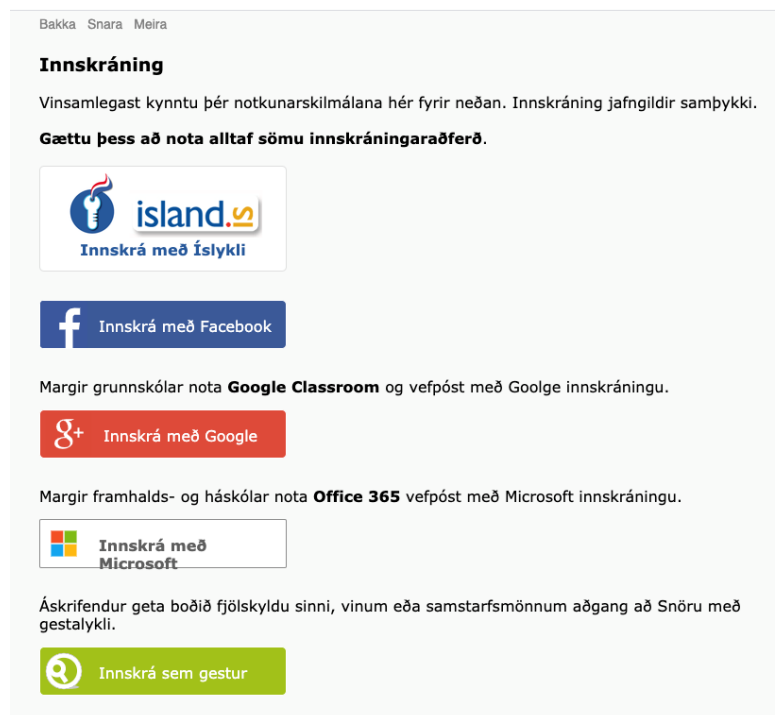 Bakka Snara Meira
Innskráning
Vinsamlegast kynntu þér notkunarskilmálana hér fyrir neðan. Innskráning jafngildir samþykki.
Gættu þess að nota alltaf sömu innskráningaraðferð.
island.is
Innskrá með Íslykli
f Innskrá með Facebook
Margir grunnskólar nota Google Classroom og vefpóst með Goolge innskráningu.
g+ Innskrá með Google
Margir framhalds- og háskólar nota Office 365 vefpóst með Microsoft innskráningu.
Innskrá með
Microsoft
Áskrifendur geta boðið fjölskyldu sinni, vinum eða samstarfsmönnum aðgang að Snöru með
gestalykli.
Innskrá sem gestur